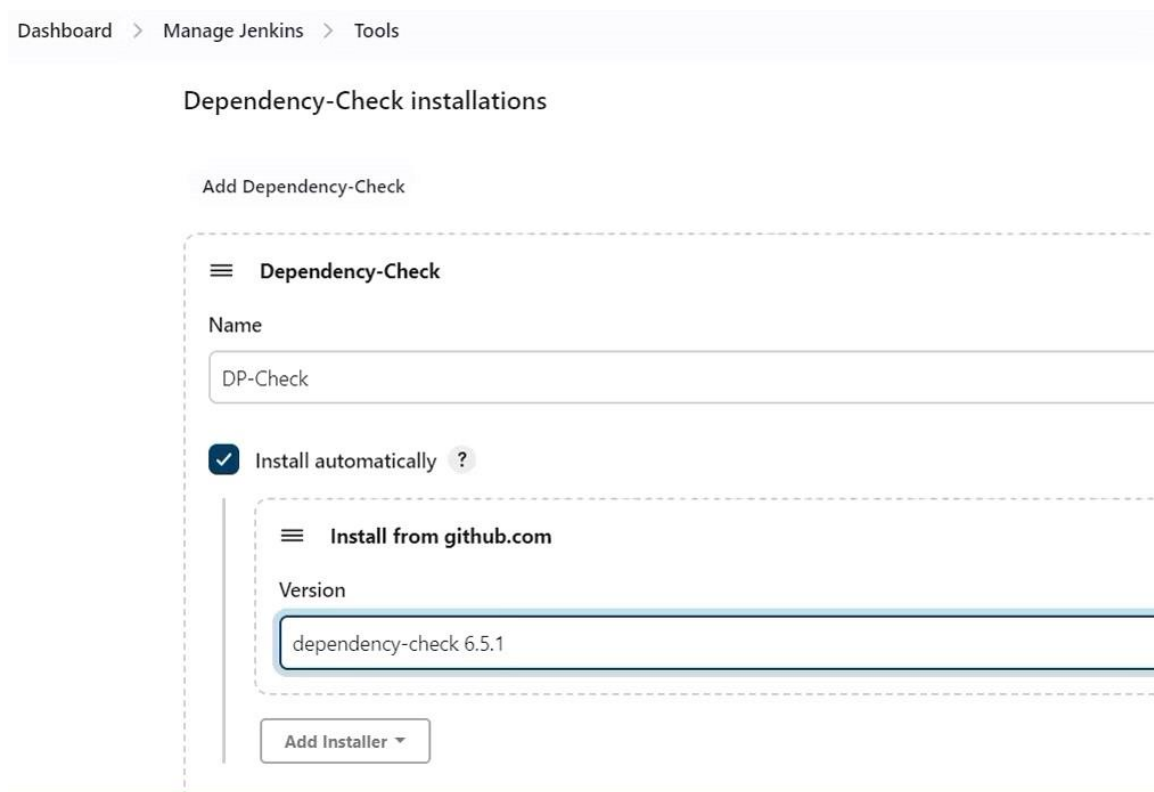 Dashboard > Manage Jenkins > Tools
Dependency-Check installations
Add Dependency-Check
Dependency-Check
Name
DP-Check
Install automatically ?
Install from github.com
Version
dependency-check 6.5.1
Add Installer